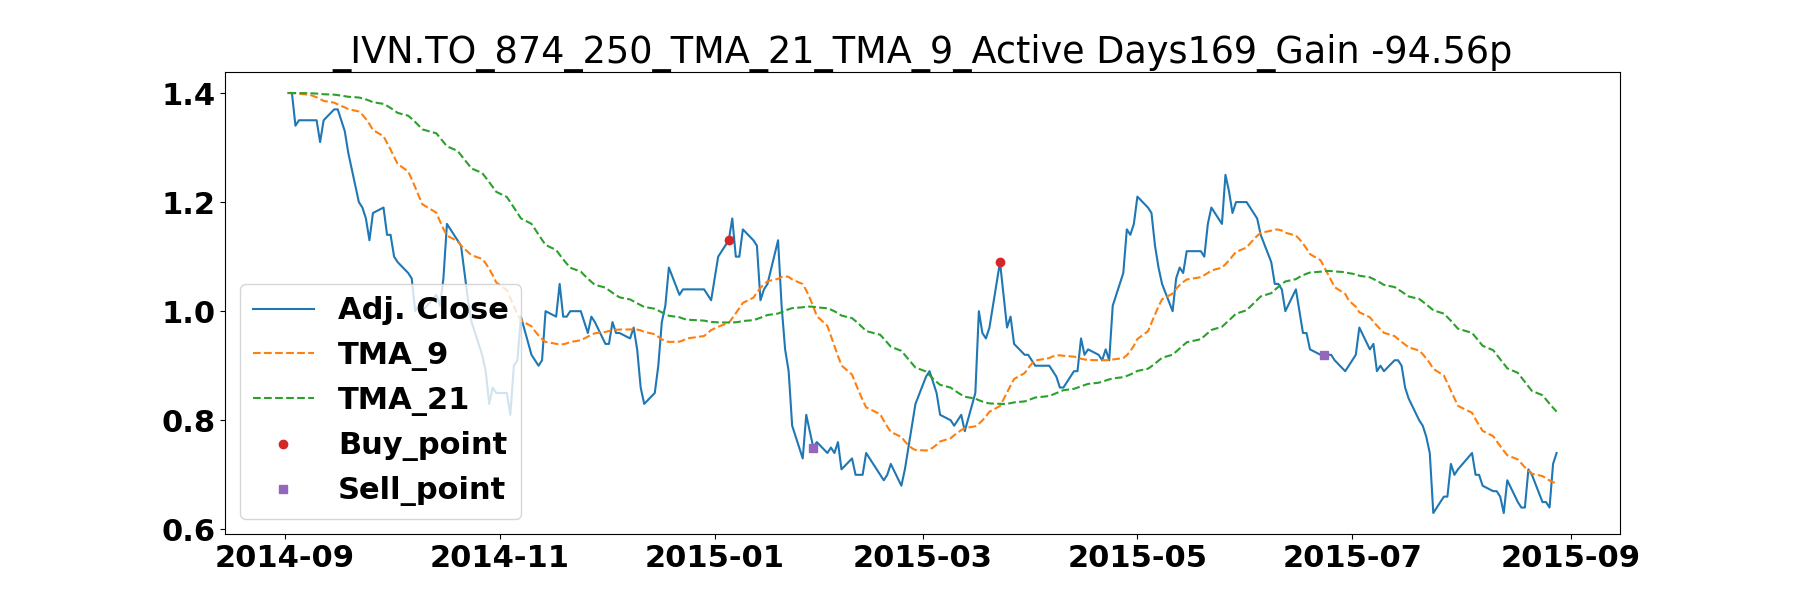 _IVN.TO_874_250_TMA_21_TMA_9_Active Days169_Gain -94.56p
1.4
1.2
1.0
0.8
0.6
Adj. Close
TMA_9
TMA_21
Buy_point
Sell_point
2014-09 2014-11 2015-01 2015-03 2015-05 2015-07 2015-09